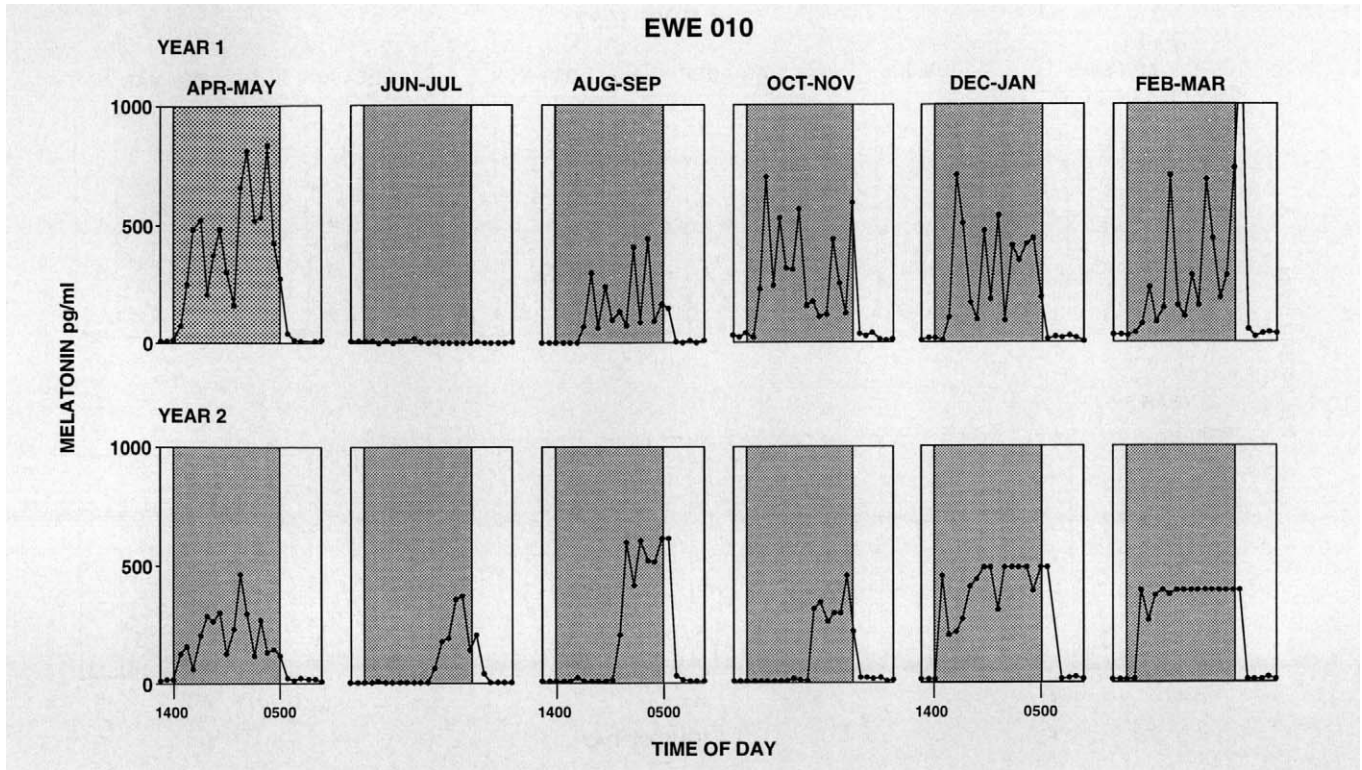 EWE 010
YEAR 1
APR-MAY JUN-JUL AUG-SEP OCT-NOV DEC-JAN FEB-MAR
1000
500
0
MELATONIN pg/ml
YEAR 2
1000
500
0
1400 0500 1400 0500 1400 0500
TIME OF DAY